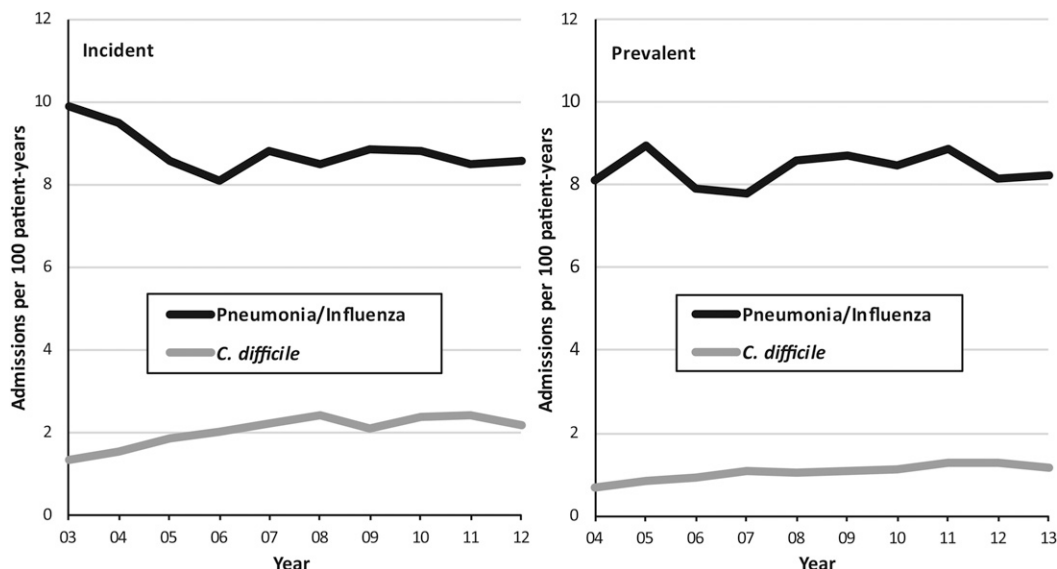 12
10
8
6
4
2
0
Admissions per 100 patient-years
Incident
Pneumonia/Influenza
C. difficile
03 04 05 06 07 08 09 10 11 12
Year
12
10
8
6
4
2
0
Admissions per 100 patient-years
Prevalent
Pneumonia/Influenza
C. difficile
04 05 06 07 08 09 10 11 12 13
Year